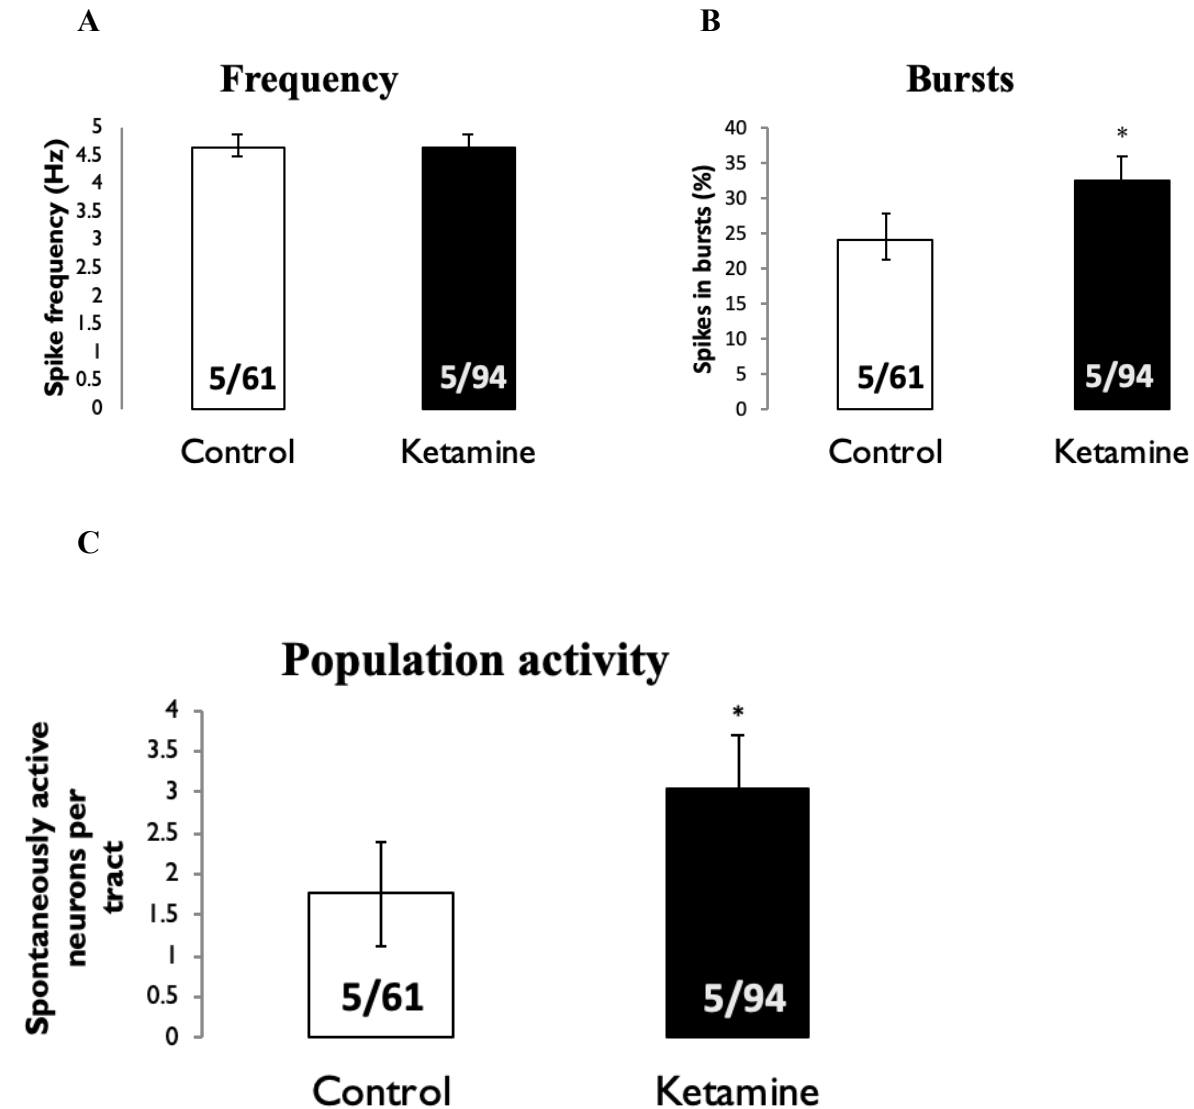 A
Frequency
Spike frequency (Hz)
5
4.5
4
3.5
3
2.5
2
1.5
1
0.5
0
5/61
5/94
Control
Ketamine
B
Bursts
Spikes in bursts (%)
40
35
30
25
20
15
10
5
0
*
5/61
5/94
Control
Ketamine
C
Population activity
Spontaneously active
neurons per
tract
4
3.5
3
2.5
2
1.5
1
0.5
0
*
5/61
5/94
Control
Ketamine